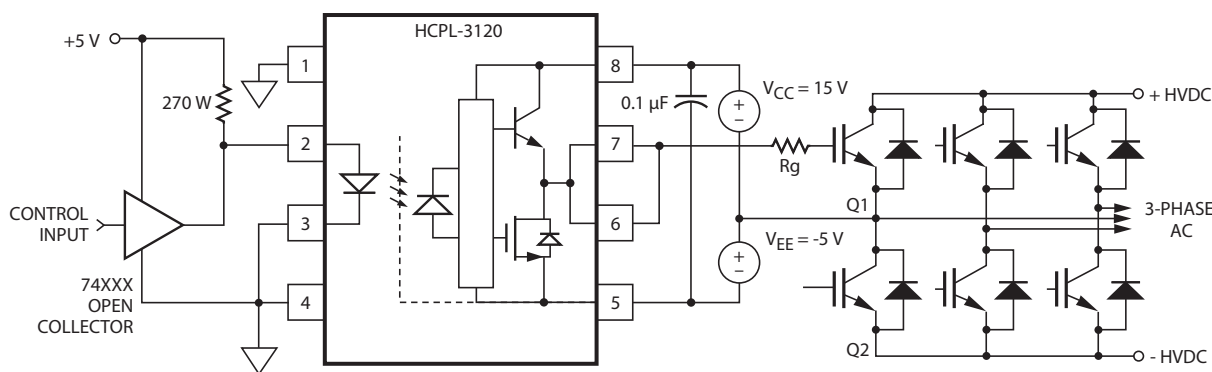 HCPL-3120
+5 V
270 W
1
2
3
4
8
7
6
5
0.1 µF
+
−
VCC = 15 V
+
−
VEE = -5 V
Rg
Q1
Q2
+ HVDC
3-PHASE
AC
- HVDC
CONTROL
INPUT
74XXX
OPEN
COLLECTOR